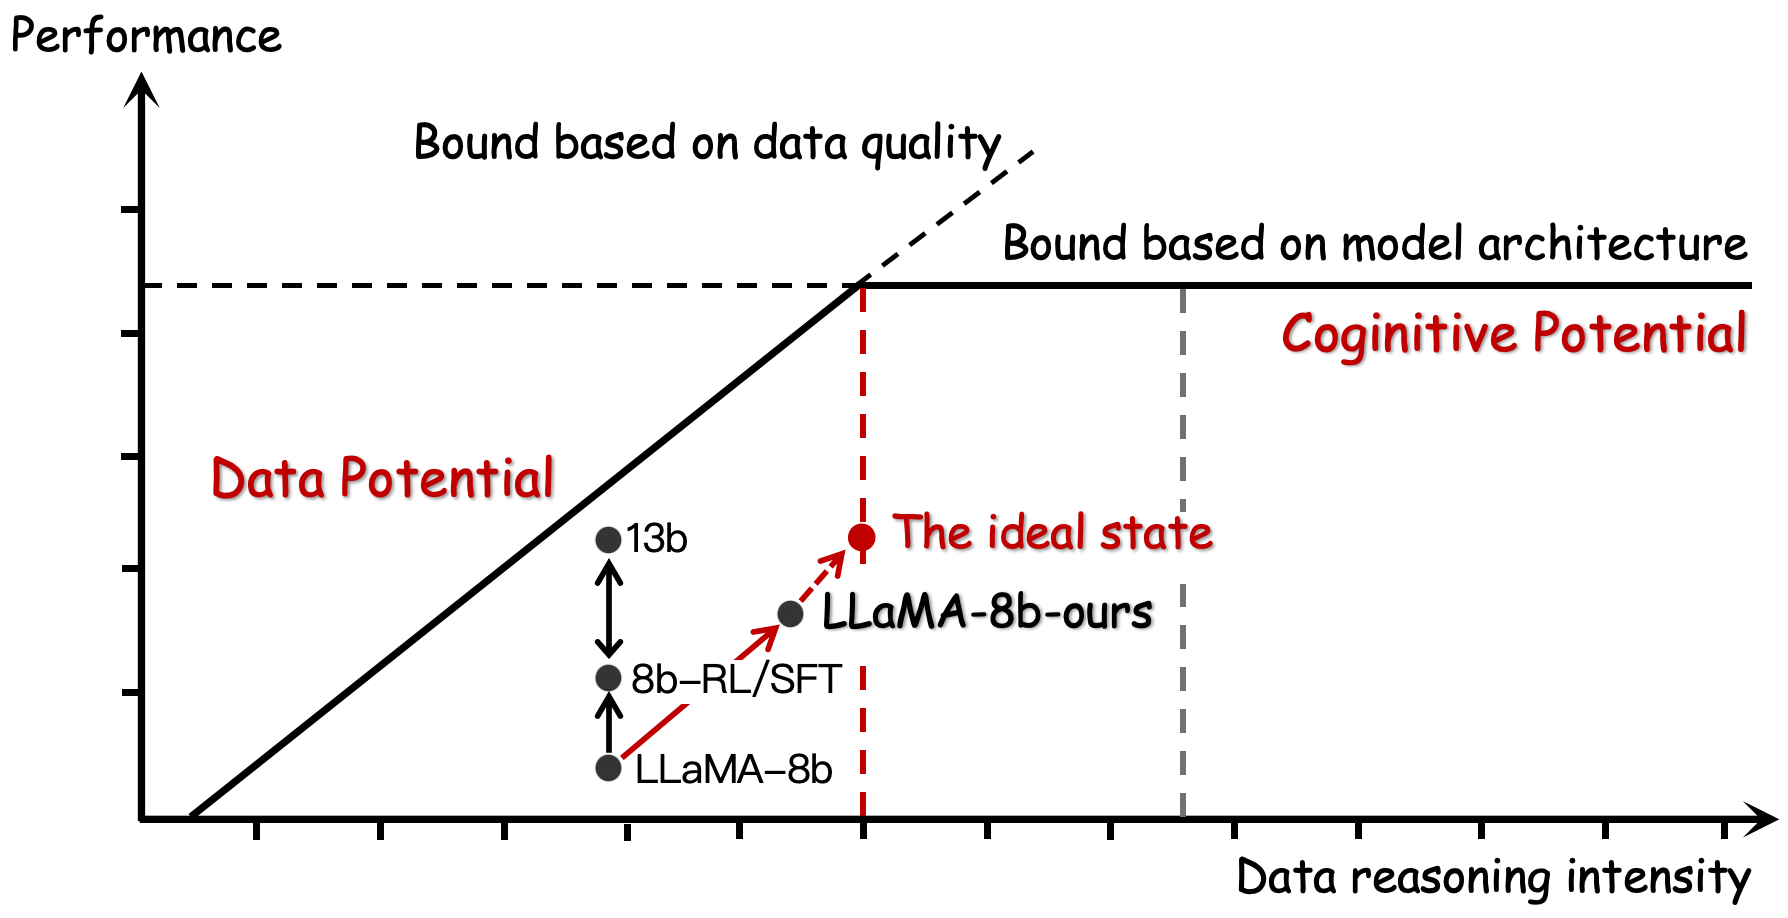 Performance
Bound based on data quality
Bound based on model architecture
Coginitive Potential
Data Potential
13b
The ideal state
LLaMA-8b-ours
8b-RL/SFT
LLaMA-8b
Data reasoning intensity